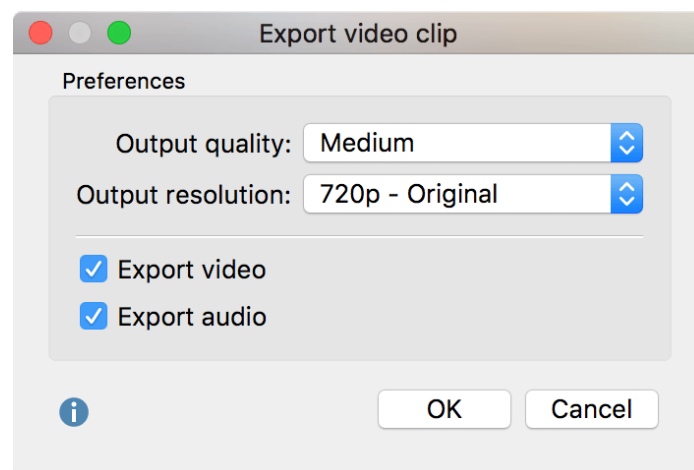 Export video clip
Preferences
Output quality: Medium
Output resolution: 720p - Original
Export video
Export audio
OK Cancel